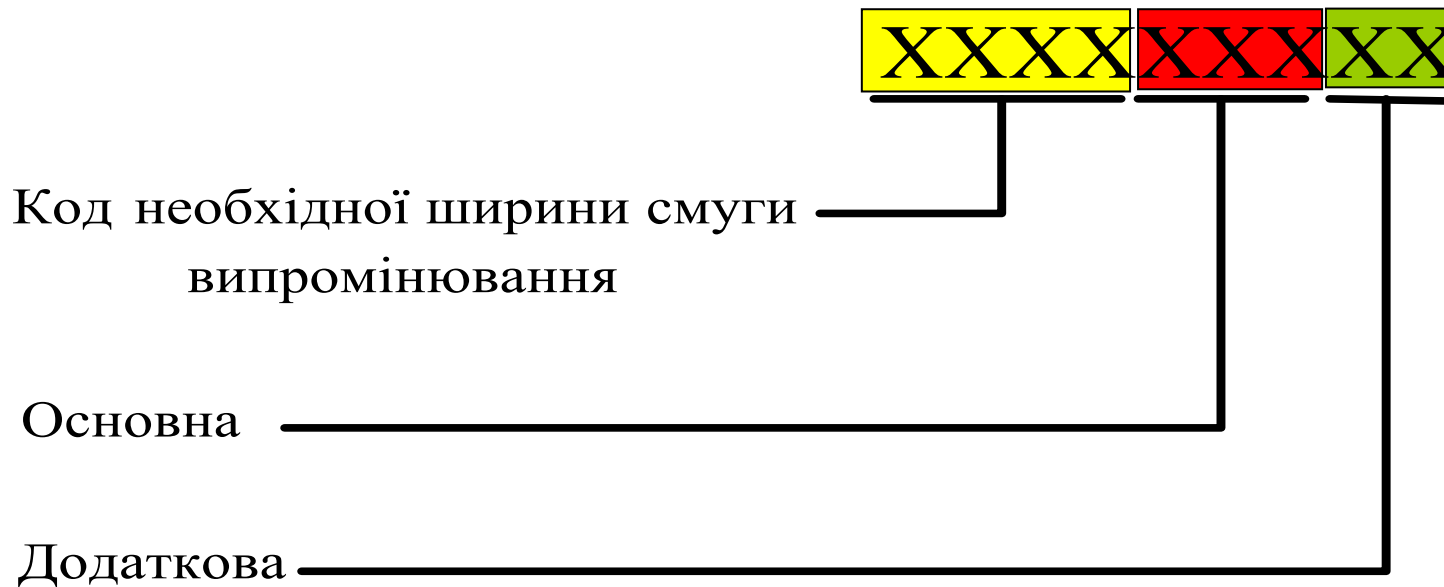 XXXXXXXXX
Код необхідної ширини смуги
випромінювання
Основна
Додаткова